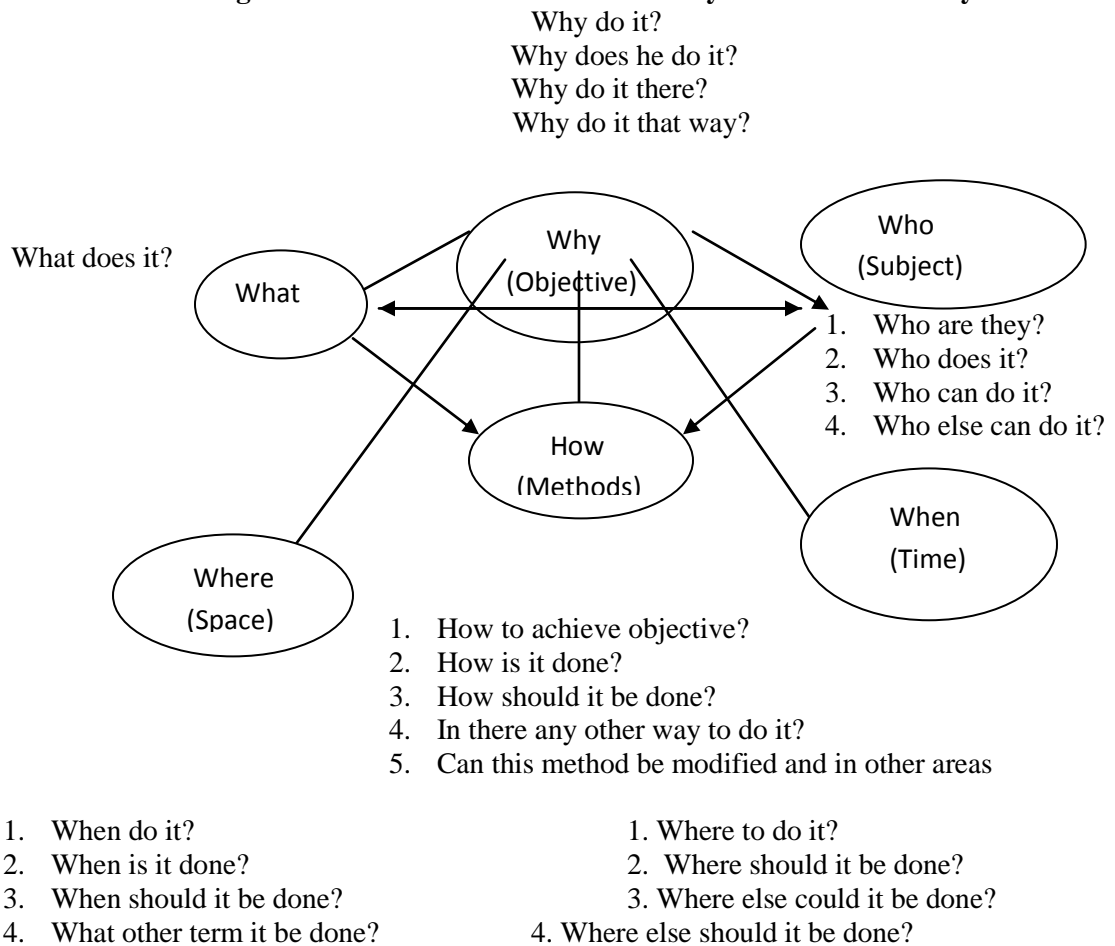 Why do it?
Why does he do it?
Why do it there?
Why do it that way?
What does it?
What
Why
(Objective)
Who
(Subject)
1. Who are they?
2. Who does it?
3. Who can do it?
4. Who else can do it?
How
(Methods)
When
(Time)
Where
(Space)
1. How to achieve objective?
2. How is it done?
3. How should it be done?
4. In there any other way to do it?
5. Can this method be modified and in other areas
1. When do it?
2. When is it done?
3. When should it be done?
4. What other term it be done?
1. Where to do it?
2. Where should it be done?
3. Where else could it be done?
4. Where else should it be done?